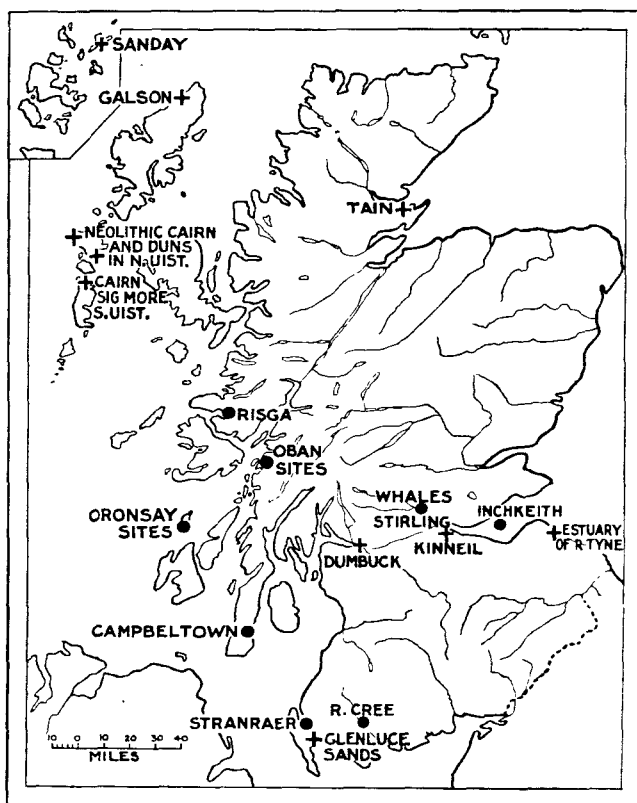 SANDAY
GALSON
TAIN
NEOLITHIC CAIRN
AND DUNS
IN N. UIST.
CAIRN
SIG MORE
S. UIST.
RISGA
OBAN
SITES
WHALES
STIRLING
INCHKEITH
ORONSAY
SITES
KINNEIL
ESTUARY
OF R. TYNE
DUMBUCK
CAMPBELTOWN
STRANRAER
R. CREE
GLENLUCE
SANDS
10 0 10 20 30 40
MILES